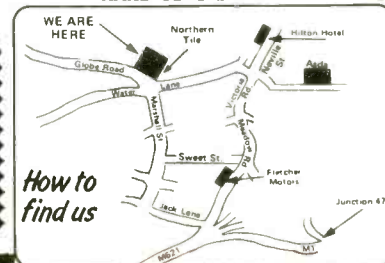 WE ARE
HERE
Northern
Tile
Hilton Hotel
Asda
Globe Road
Water
Lane
Victoria
Rd
Neville
St
Marshall St
Meadow
Rd
Sweet St.
Fletcher
Motors
How to
find us
Jack Lane
Junction 47
M621
M1